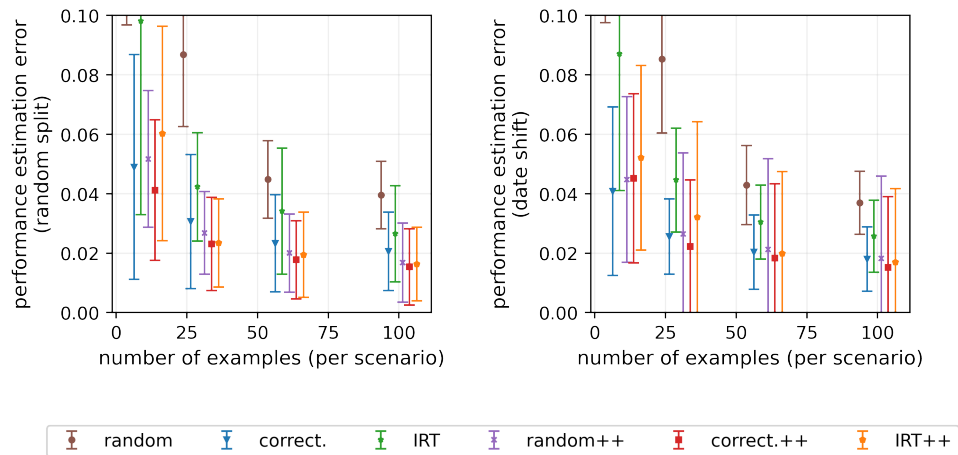 performance estimation error
(random split)
0.10
0.08
0.06
0.04
0.02
0.00
0 25 50 75 100
number of examples (per scenario)
performance estimation error
(date shift)
0.10
0.08
0.06
0.04
0.02
0.00
0 25 50 75 100
number of examples (per scenario)
random correct. IRT random++ correct.++ IRT++